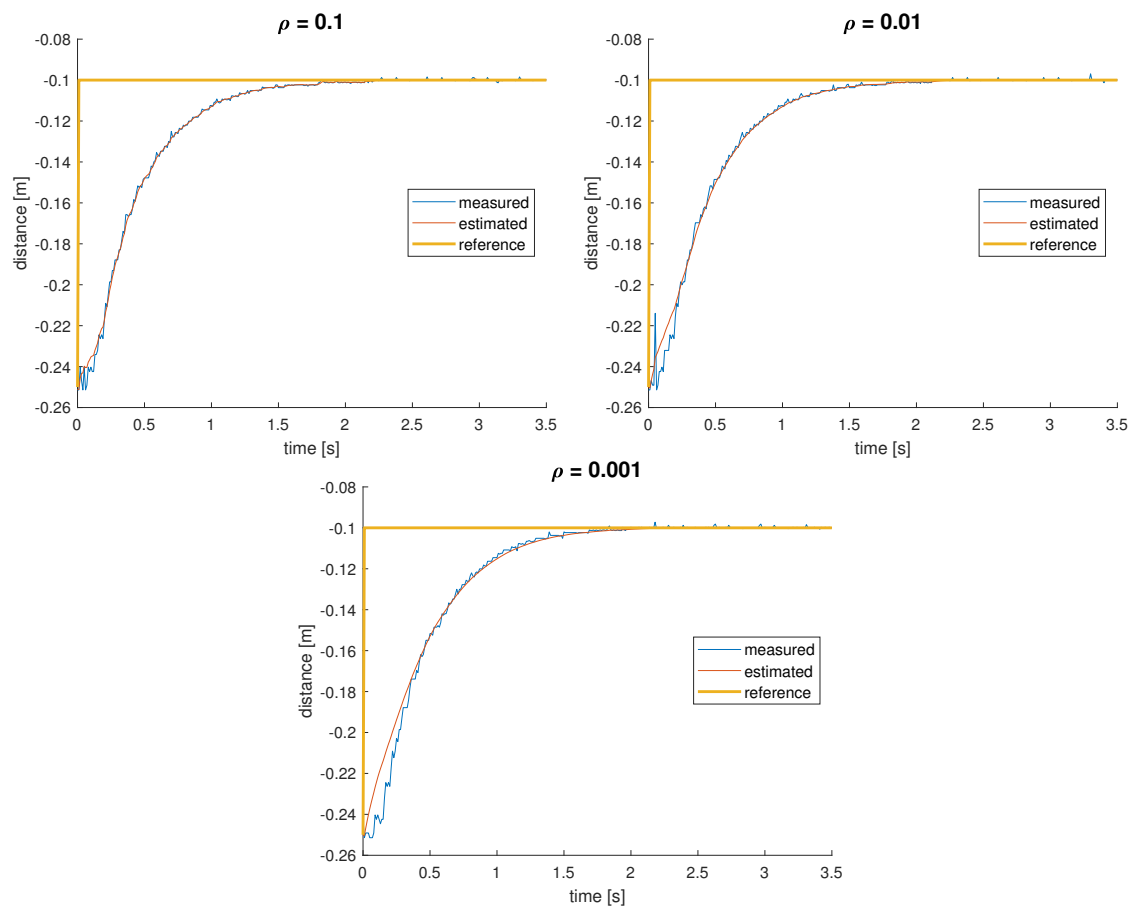 ρ = 0.1
-0.08
-0.1
-0.12
-0.14
-0.16
-0.18
-0.2
-0.22
-0.24
-0.26
distance [m]
measured
estimated
reference
0 0.5 1 1.5 2 2.5 3 3.5
time [s]
ρ = 0.01
-0.08
-0.1
-0.12
-0.14
-0.16
-0.18
-0.2
-0.22
-0.24
-0.26
distance [m]
measured
estimated
reference
0 0.5 1 1.5 2 2.5 3 3.5
time [s]
ρ = 0.001
-0.08
-0.1
-0.12
-0.14
-0.16
-0.18
-0.2
-0.22
-0.24
-0.26
distance [m]
measured
estimated
reference
0 0.5 1 1.5 2 2.5 3 3.5
time [s]